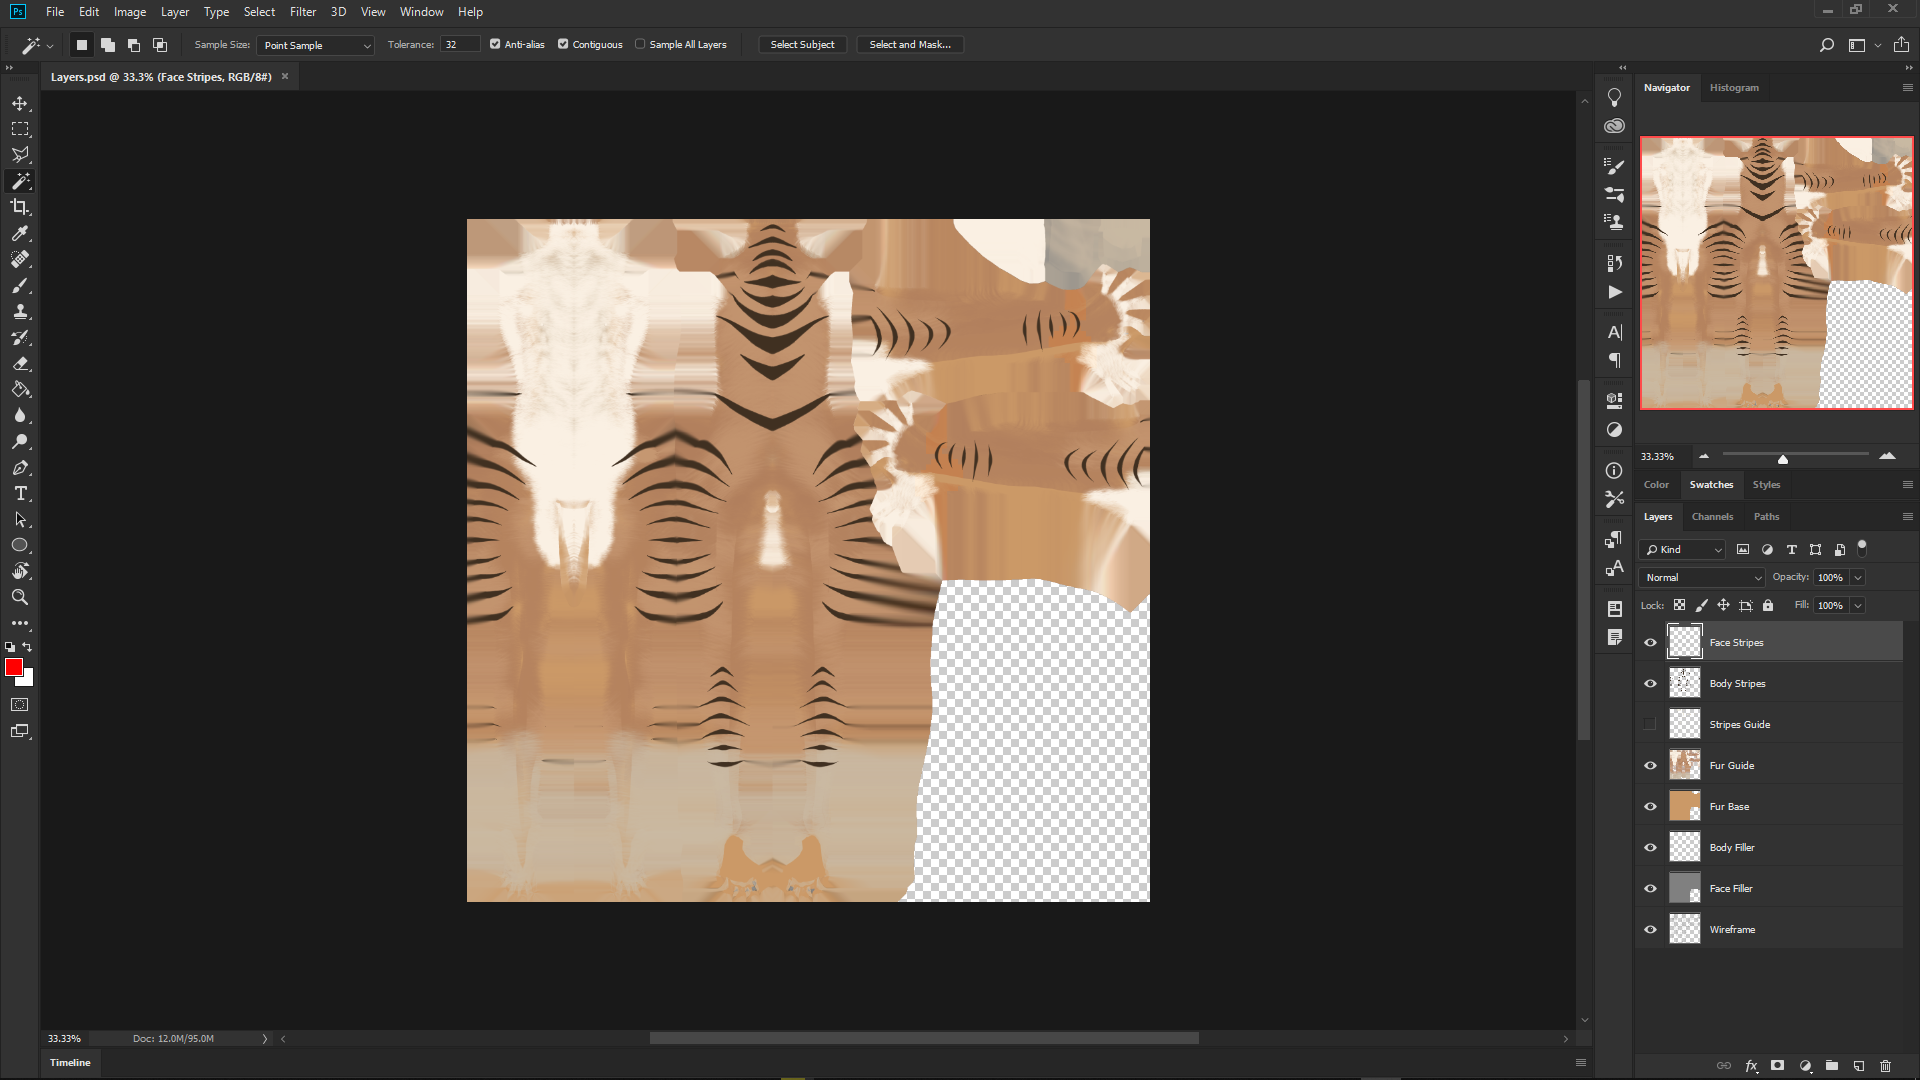 Ps File Edit Image Layer Type Select Filter 3D View Window Help
Sample Size: Point Sample Tolerance: 32 Anti-alias Contiguous Sample All Layers Select Subject Select and Mask...
Layers.psd @ 33.3% (Face Stripes, RGB/8#)
Navigator Histogram
33.33%
Color Swatches Styles
Layers Channels Paths
Kind
Normal Opacity: 100%
Lock: Fill: 100%
Face Stripes
Body Stripes
Stripes Guide
Fur Guide
Fur Base
Body Filler
Face Filler
Wireframe
33.33% Doc: 12.0M/95.0M
Timeline